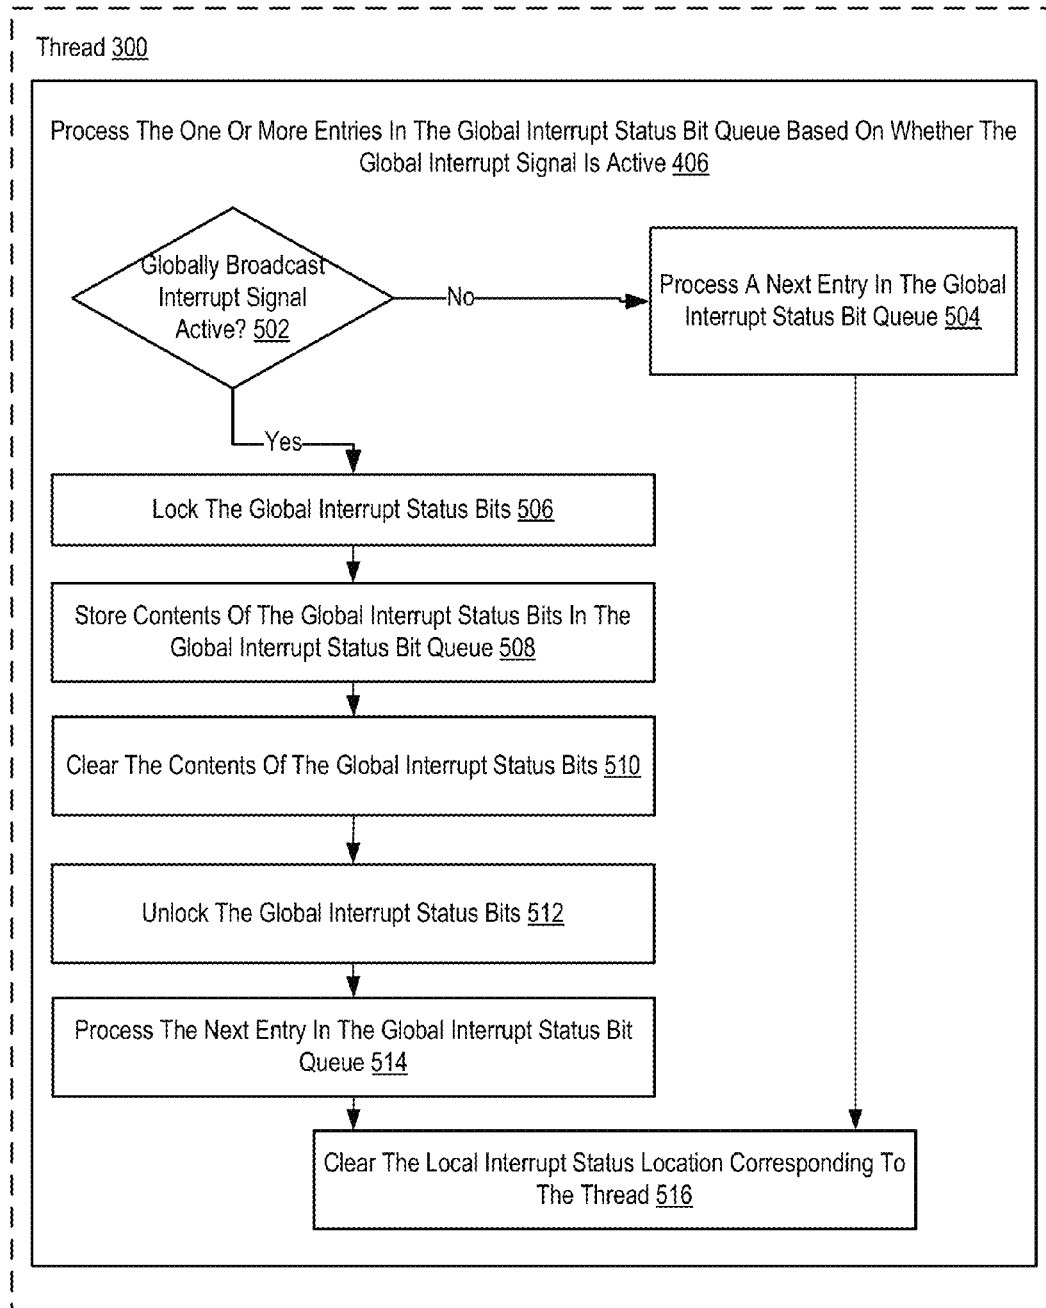 Thread 300
Process The One Or More Entries In The Global Interrupt Status Bit Queue Based On Whether The
Global Interrupt Signal Is Active 406
Globally Broadcast
Interrupt Signal
Active? 502
No
Process A Next Entry In The Global
Interrupt Status Bit Queue 504
Yes
Lock The Global Interrupt Status Bits 506
Store Contents Of The Global Interrupt Status Bits In The
Global Interrupt Status Bit Queue 508
Clear The Contents Of The Global Interrupt Status Bits 510
Unlock The Global Interrupt Status Bits 512
Process The Next Entry In The Global Interrupt Status Bit
Queue 514
Clear The Local Interrupt Status Location Corresponding To
The Thread 516